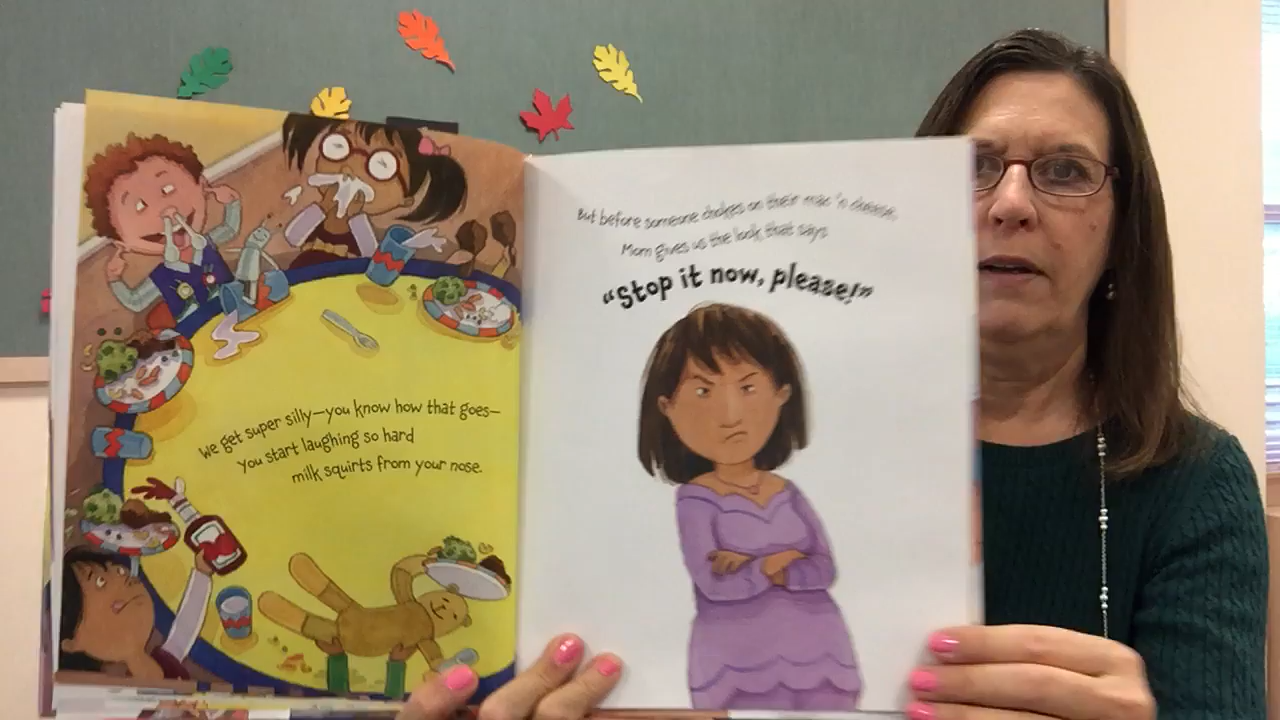 We get super silly—you know how that goes—
You start laughing so hard
milk squirts from your nose.
But before someone chokes on their mac 'n cheese,
Mom gives us the look that says
“Stop it now, please!”